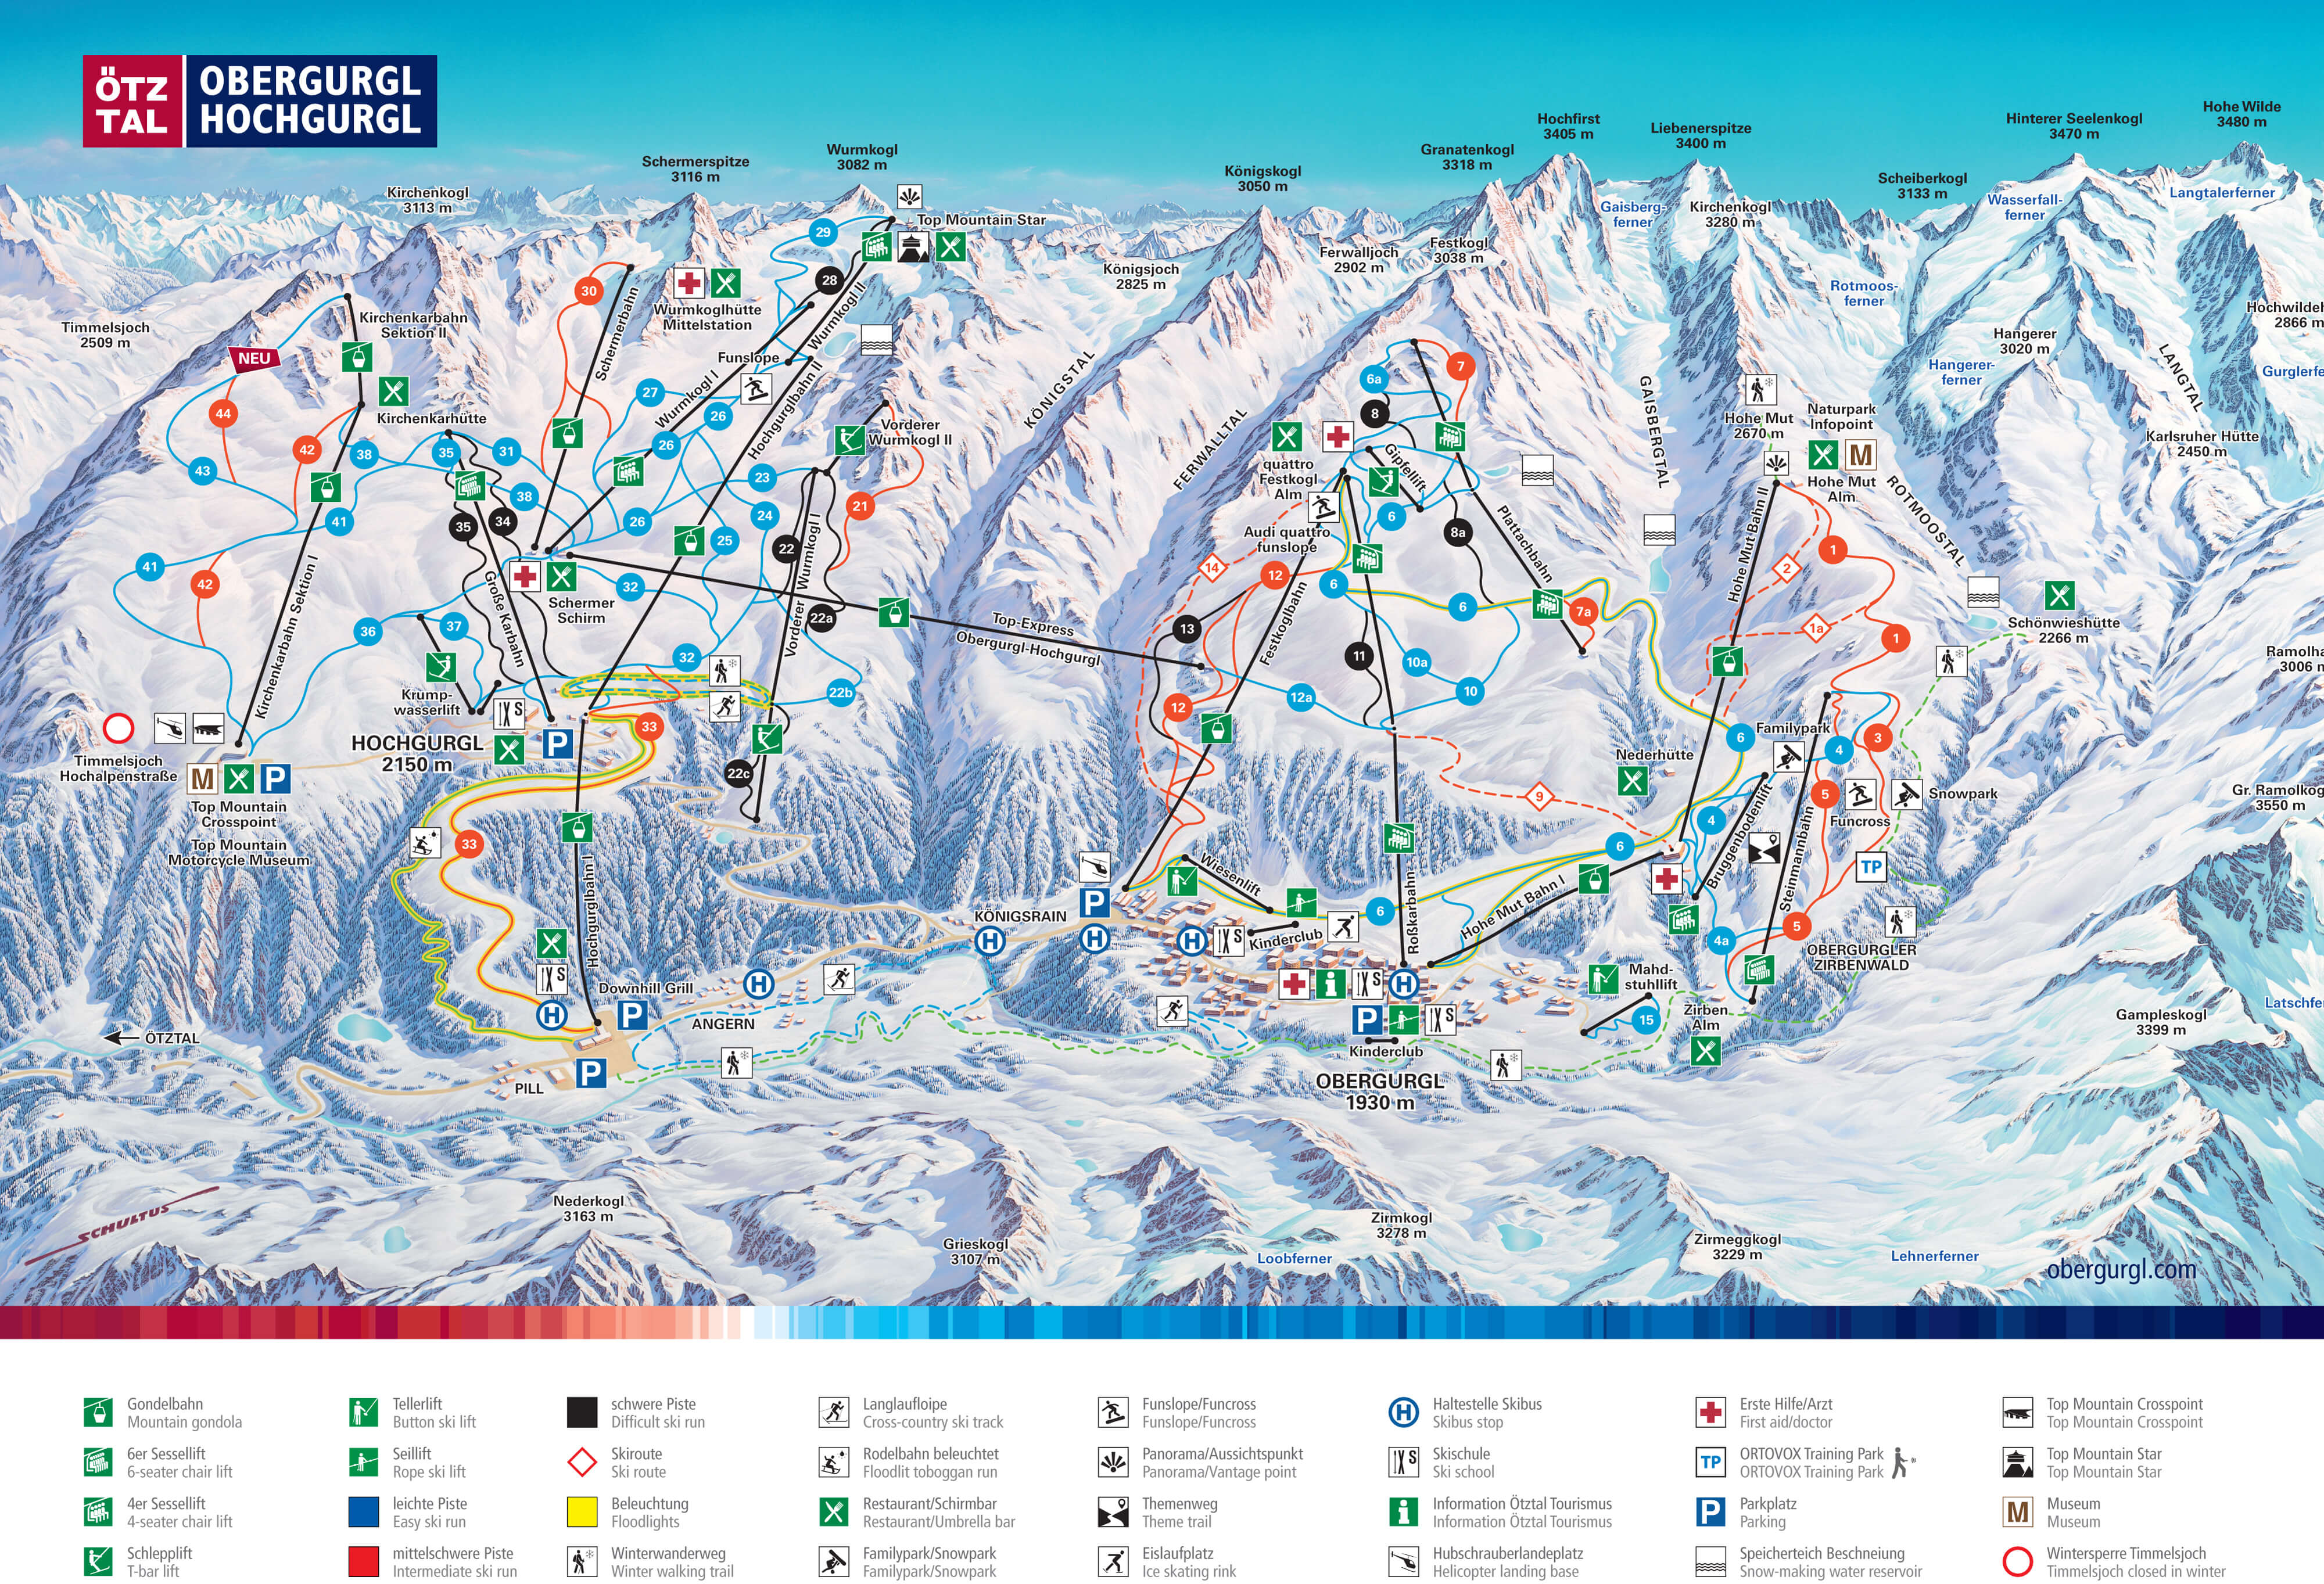 ÖTZ
TAL
OBERGURGL
HOCHGURGL
Hohe Wilde
3480 m
Hochfirst
3405 m
Hinterer Seelenkogl
3470 m
Liebenerspitze
3400 m
Wurmkogl
3082 m
Granatenkogl
3318 m
Schermerspitze
3116 m
Königskogl
3050 m
Scheiberkogl
3133 m
Kirchenkogl
3113 m
Langtalerferner
Wasserfall-
ferner
Gaisberg-
ferner
Kirchenkogl
3280 m
Top Mountain Star
29
Festkogl
3038 m
Ferwalljoch
2902 m
Königsjoch
2825 m
28
30
Rotmoos-
ferner
Wurmkoglhütte
Mittelstation
Hochwildel
2866 m
Kirchenkarbahn
Sektion II
Timmelsjoch
2509 m
NEU
Schermerbahn
Wurmkogl II
Funslope
Hangerer
3020 m
Hangerer-
ferner
LANGTAL
Gurglerfe
KÖNIGSTAL
6a
7
27
Wurmkogl I
26
Hochgurglbahn II
Kirchenkarhütte
44
42
38
35
31
26
Vorderer
Wurmkogl II
8
FERWALLTAL
GAISBERGTAL
Hohe Mut
2670 m
Naturpark
Infopoint
M
Hohe Mut
Alm
Karlsruher Hütte
2450 m
quattro
Festkogl
Alm
Gipfellift
43
38
23
21
41
35
34
26
24
25
22
6
8a
Plattachbahn
Audi quattro
funslope
ROTMOOSTAL
Hohe Mut Bahn II
1
2
14
12
41
42
Kirchenkarbahn Sektion I
Große Karbahn
Schermer
Schirm
32
Vorderer Wurmkogl I
22a
Top-Express
Obergurgl-Hochgurgl
6
6
7a
13
Festkoglbahn
11
10a
10
1a
1
Schönwieshütte
2266 m
Ramolha
3006 m
36
37
32
22b
12
12a
Krump-
wasserlift
S
HOCHGURGL
2150 m
P
33
Timmelsjoch
Hochalpenstraße
M
P
Top Mountain
Crosspoint
Top Mountain
Motorcycle Museum
22c
9
Nederhütte
6
Familypark
4
3
5
Funcross
Snowpark
Gr. Ramolkog
3550 m
33
Hochgurglbahn I
4
Bruggenbodenlift
Steinmannbahn
6
TP
Wiesenlift
P
KÖNIGSRAIN
H
H
H
S
Kinderclub
6
Roßkarbahn
Hohe Mut Bahn I
4a
5
OBERGURGLER
ZIRBENWALD
S
Downhill Grill
H
P
H
ANGERN
S
H
P
S
Kinderclub
Mahd-
stuhllift
15
Zirben
Alm
Latschfe
Gampleskogl
3399 m
ÖTZTAL
PILL
P
OBERGURGL
1930 m
SCHULTUS
Nederkogl
3163 m
Grieskogl
3107 m
Zirmkogl
3278 m
Loobferner
Zirmeggkogl
3229 m
Lehnerferner
obergurgl.com
Gondelbahn
Mountain gondola
6er Sessellift
6-seater chair lift
4er Sessellift
4-seater chair lift
Schlepplift
T-bar lift
Tellerlift
Button ski lift
Seillift
Rope ski lift
leichte Piste
Easy ski run
mittelschwere Piste
Intermediate ski run
schwere Piste
Difficult ski run
Skiroute
Ski route
Beleuchtung
Floodlights
Winterwanderweg
Winter walking trail
Langlaufloipe
Cross-country ski track
Rodelbahn beleuchtet
Floodlit toboggan run
Restaurant/Schirmbar
Restaurant/Umbrella bar
Familypark/Snowpark
Familypark/Snowpark
Funslope/Funcross
Funslope/Funcross
Panorama/Aussichtspunkt
Panorama/Vantage point
Themenweg
Theme trail
Eislaufplatz
Ice skating rink
H
Haltestelle Skibus
Skibus stop
S
Skischule
Ski school
Information Ötztal Tourismus
Information Ötztal Tourismus
Hubschrauberlandeplatz
Helicopter landing base
Erste Hilfe/Arzt
First aid/doctor
TP
ORTOVOX Training Park
ORTOVOX Training Park
P
Parkplatz
Parking
Speicherteich Beschneiung
Snow-making water reservoir
Top Mountain Crosspoint
Top Mountain Crosspoint
Top Mountain Star
Top Mountain Star
M
Museum
Museum
Wintersperre Timmelsjoch
Timmelsjoch closed in winter